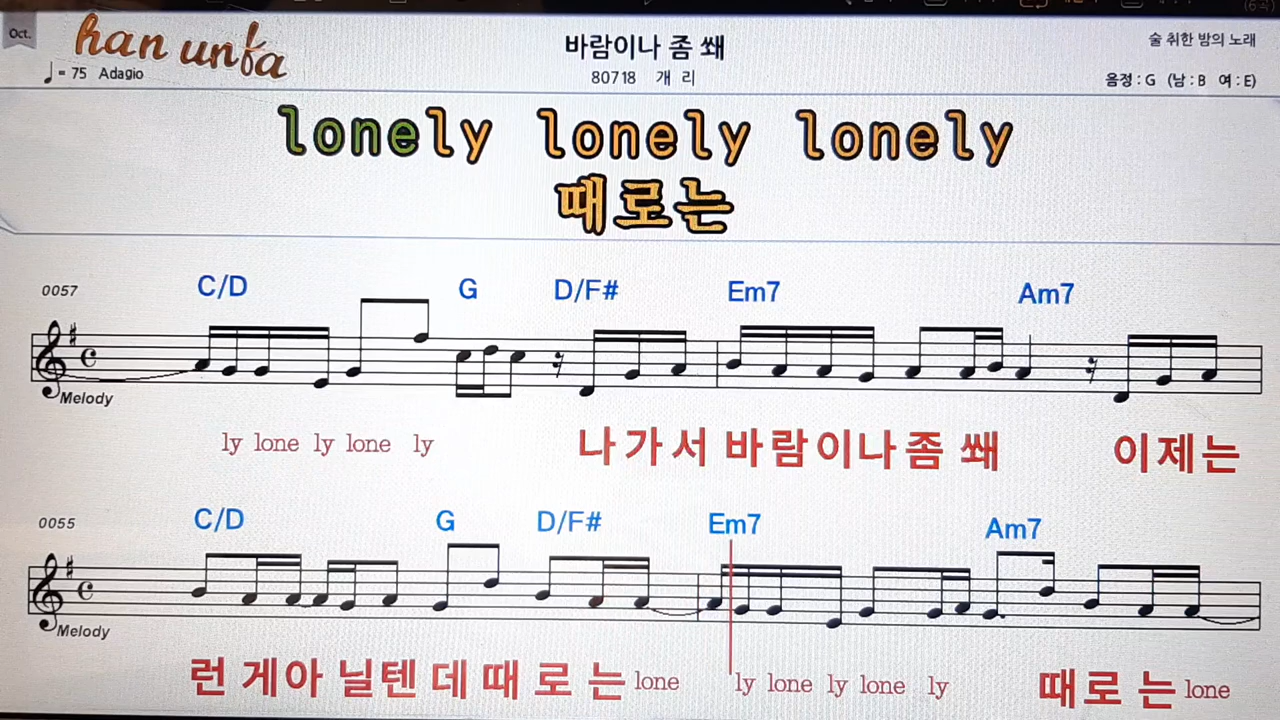 Oct.
han unfa
바람이나 좀 쐐
술 취한 밤의 노래
♩= 75 Adagio
80718 개 리
음정 : G (남 : B 여 : E)
lonely lonely lonely
때로는
0057
C/D G D/F# Em7 Am7
Melody
ly lone ly lone ly 나 가 서 바 람 이 나 좀 쐐 이 제 는
0055
C/D G D/F# Em7 Am7
Melody
런 게 아 닐 텐 데 때 로 는 lone ly lone ly lone ly 때 로 는 lone